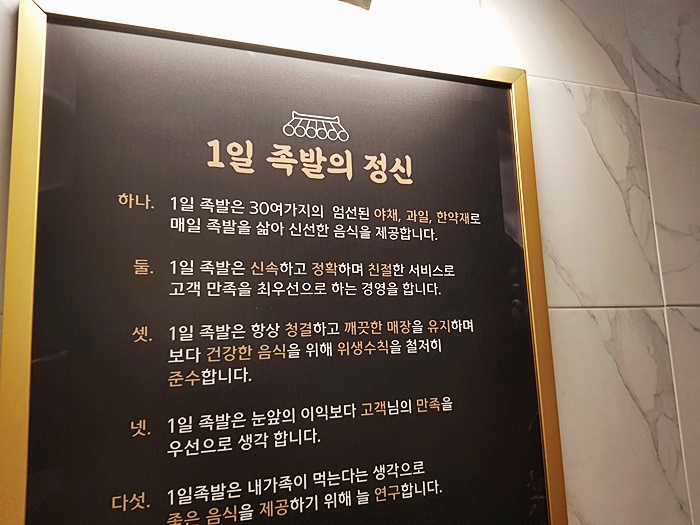 1일 족발의 정신
하나. 1일 족발은 30여가지의 엄선된 야채, 과일, 한약재로
매일 족발을 삶아 신선한 음식을 제공합니다.
둘. 1일 족발은 신속하고 정확하며 친절한 서비스로
고객 만족을 최우선으로 하는 경영을 합니다.
셋. 1일 족발은 항상 청결하고 깨끗한 매장을 유지하며
보다 건강한 음식을 위해 위생수칙을 철저히
준수합니다.
넷. 1일 족발은 눈앞의 이익보다 고객님의 만족을
우선으로 생각 합니다.
다섯. 1일족발은 내가족이 먹는다는 생각으로
좋은 음식을 제공하기 위해 늘 연구합니다.